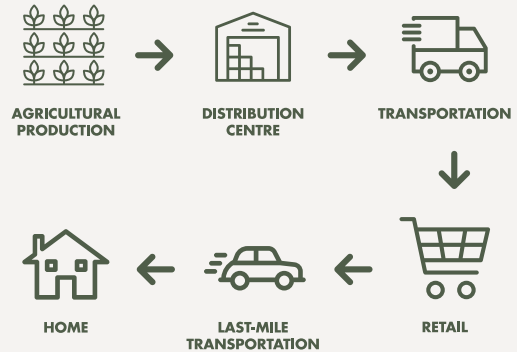 AGRICULTURAL
PRODUCTION
DISTRIBUTION
CENTRE
TRANSPORTATION
HOME
LAST-MILE
TRANSPORTATION
RETAIL